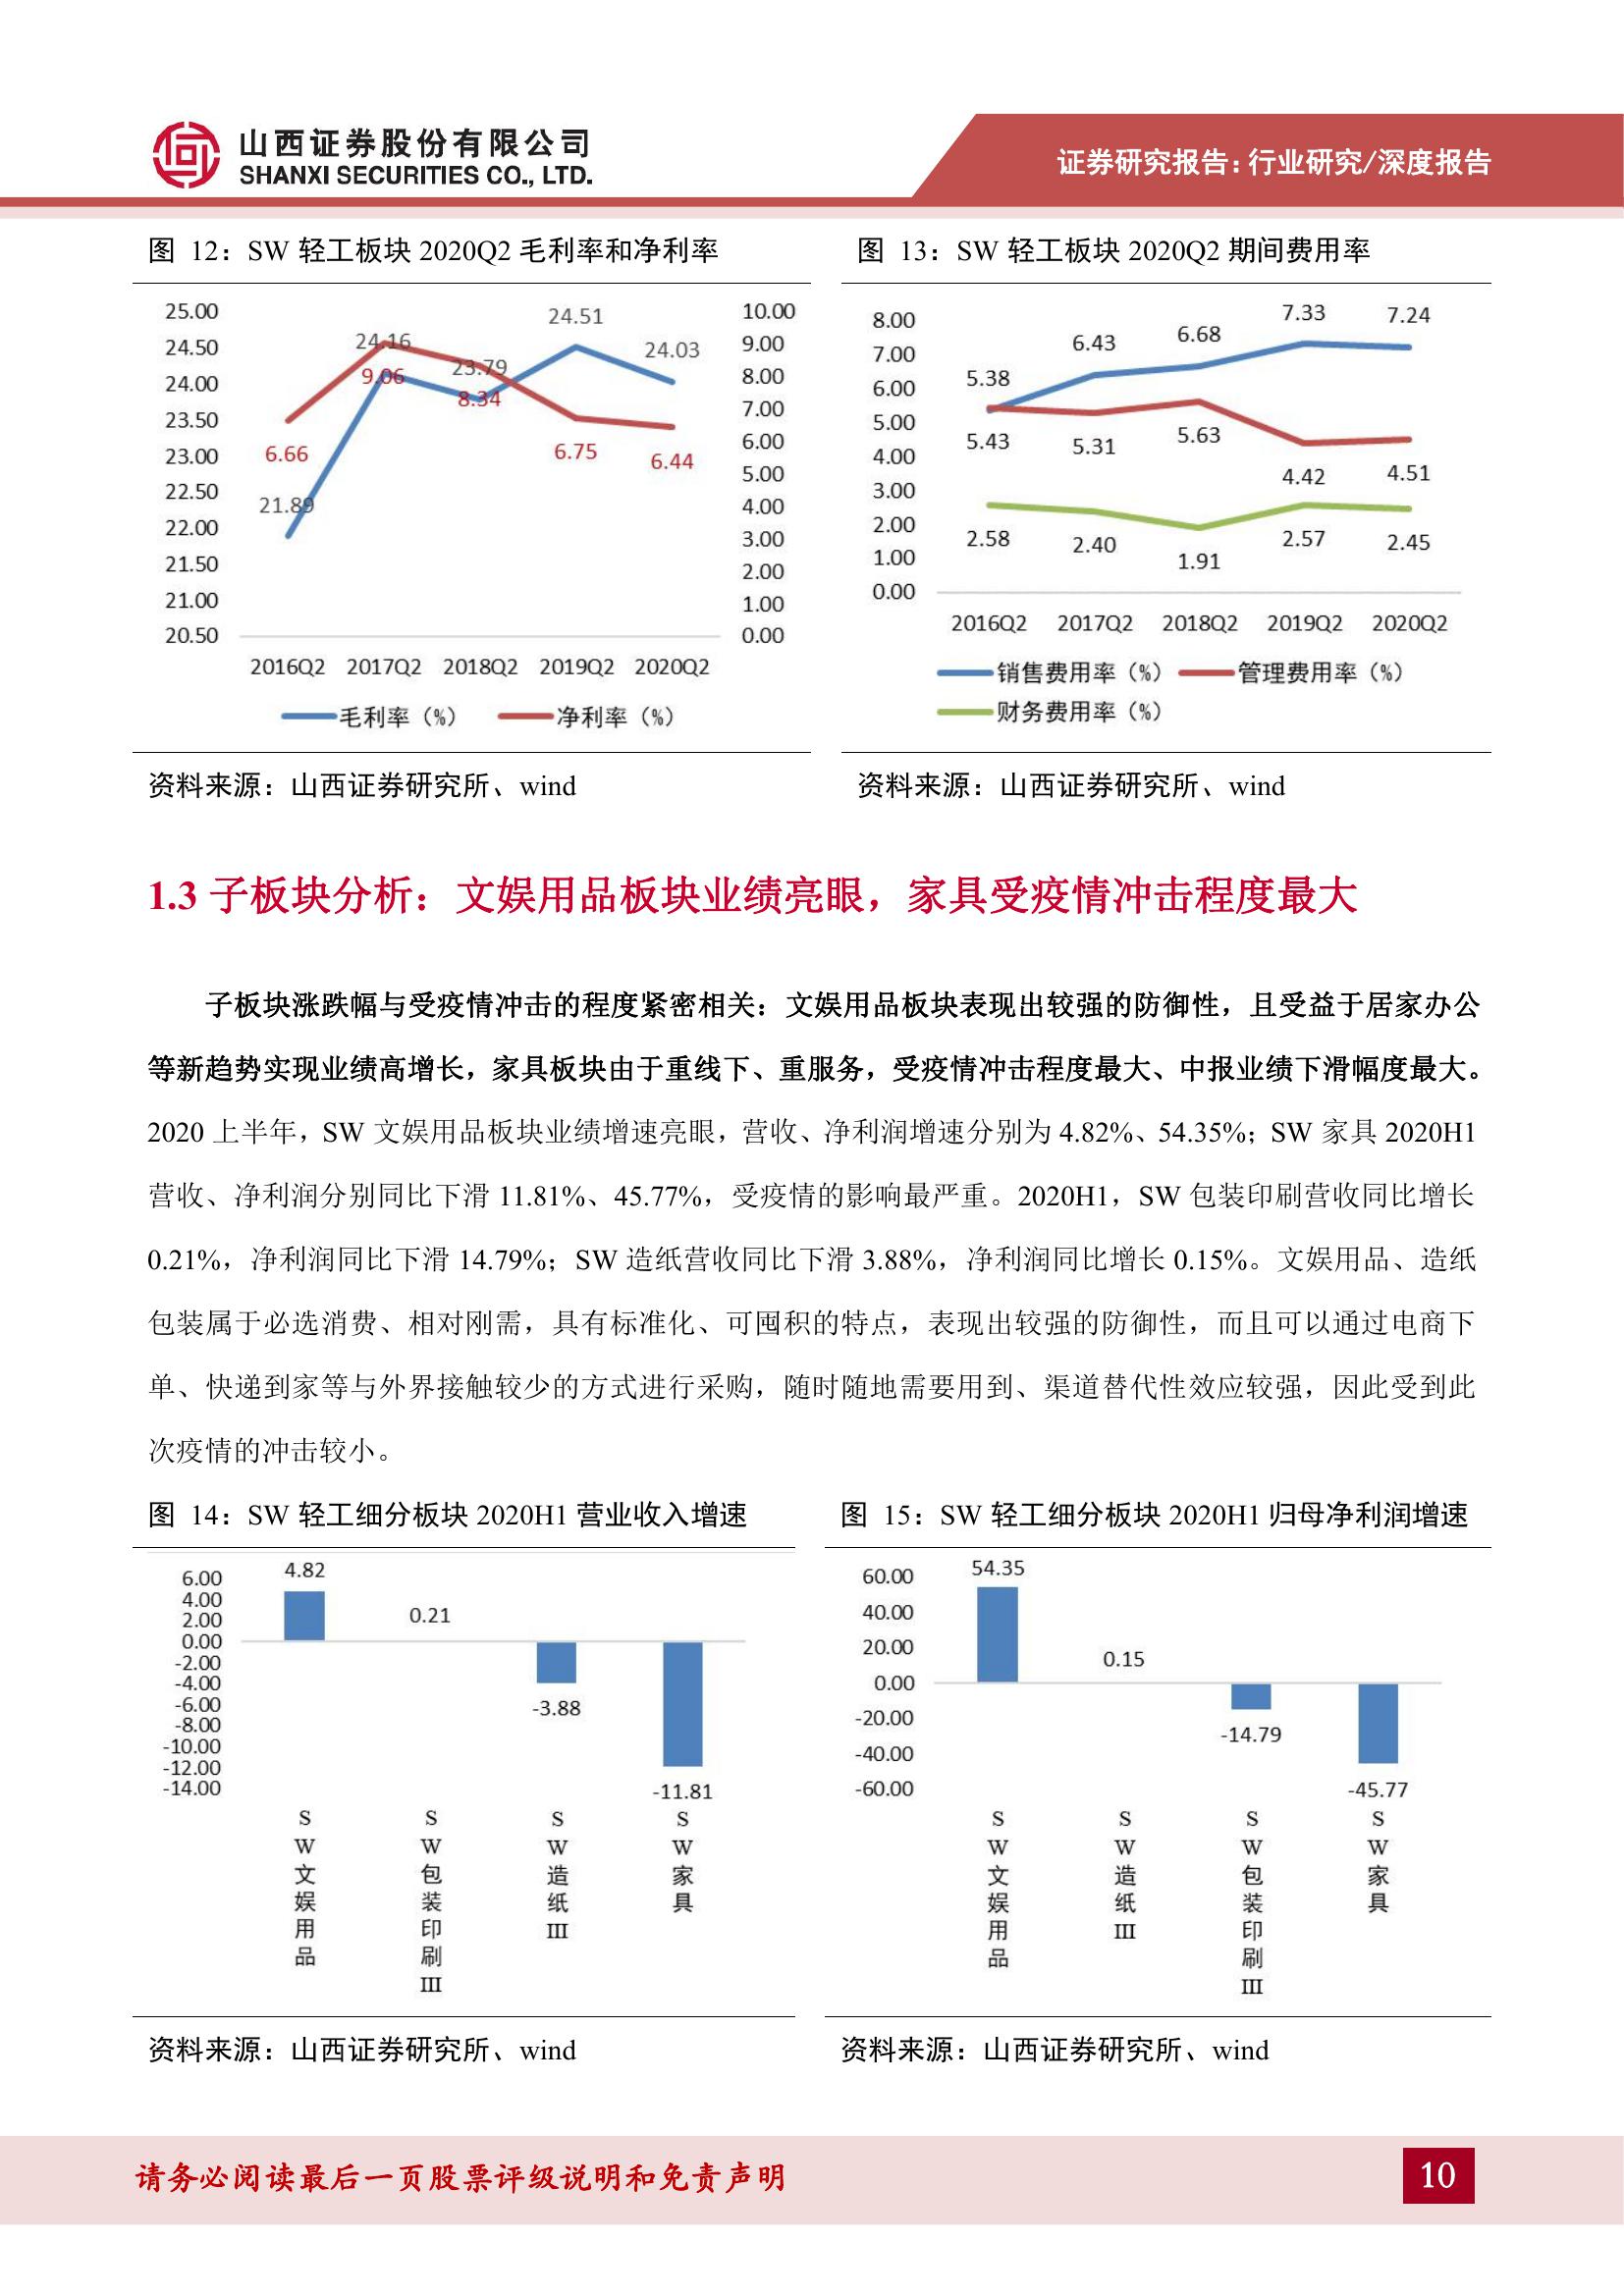 山西证券股份有限公司
SHANXI SECURITIES CO., LTD.
证券研究报告:行业研究/深度报告
图 12：SW 轻工板块 2020Q2 毛利率和净利率
25.00
24.50
24.00
23.50
23.00
22.50
22.00
21.50
21.00
20.50
10.00
9.00
8.00
7.00
6.00
5.00
4.00
3.00
2.00
1.00
0.00
21.89
24.16
23.79
24.51
24.03
6.66
9.06
8.34
6.75
6.44
2016Q2 2017Q2 2018Q2 2019Q2 2020Q2
毛利率（%） 净利率（%）
资料来源：山西证券研究所、wind
图 13：SW 轻工板块 2020Q2 期间费用率
8.00
7.00
6.00
5.00
4.00
3.00
2.00
1.00
0.00
5.38
6.43
6.68
7.33
7.24
5.43
5.31
5.63
4.42
4.51
2.58
2.40
1.91
2.57
2.45
2016Q2 2017Q2 2018Q2 2019Q2 2020Q2
销售费用率（%） 管理费用率（%）
财务费用率（%）
资料来源：山西证券研究所、wind
1.3 子板块分析：文娱用品板块业绩亮眼，家具受疫情冲击程度最大
子板块涨跌幅与受疫情冲击的程度紧密相关：文娱用品板块表现出较强的防御性，且受益于居家办公
等新趋势实现业绩高增长，家具板块由于重线下、重服务，受疫情冲击程度最大、中报业绩下滑幅度最大。
2020 上半年，SW 文娱用品板块业绩增速亮眼，营收、净利润增速分别为 4.82%、54.35%；SW 家具 2020H1
营收、净利润分别同比下滑 11.81%、45.77%，受疫情的影响最严重。2020H1，SW 包装印刷营收同比增长
0.21%，净利润同比下滑 14.79%；SW 造纸营收同比下滑 3.88%，净利润同比增长 0.15%。文娱用品、造纸
包装属于必选消费、相对刚需，具有标准化、可囤积的特点，表现出较强的防御性，而且可以通过电商下
单、快递到家等与外界接触较少的方式进行采购，随时随地需要用到、渠道替代性效应较强，因此受到此
次疫情的冲击较小。
图 14：SW 轻工细分板块 2020H1 营业收入增速
6.00
4.00
2.00
0.00
-2.00
-4.00
-6.00
-8.00
-10.00
-12.00
-14.00
4.82
0.21
-3.88
-11.81
SW文娱用品
SW包装印刷III
SW造纸III
SW家具
资料来源：山西证券研究所、wind
图 15：SW 轻工细分板块 2020H1 归母净利润增速
60.00
40.00
20.00
0.00
-20.00
-40.00
-60.00
54.35
0.15
-14.79
-45.77
SW文娱用品
SW造纸III
SW包装印刷III
SW家具
资料来源：山西证券研究所、wind
请务必阅读最后一页股票评级说明和免责声明
10